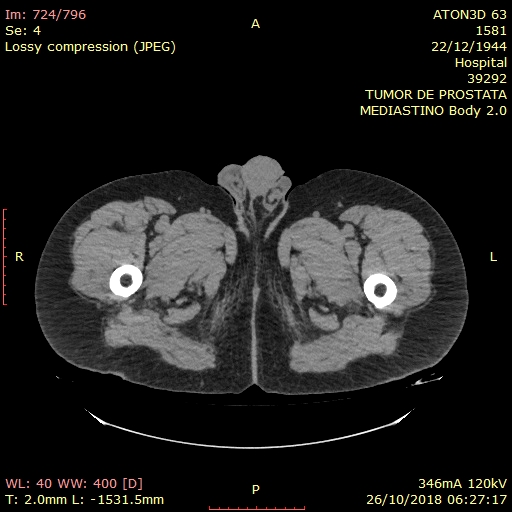 Im: 724/796
Se: 4
Lossy compression (JPEG)
A
ATON3D 63
1581
22/12/1944
Hospital
39292
TUMOR DE PROSTATA
MEDIASTINO Body 2.0
R
L
WL: 40 WW: 400 [D]
T: 2.0mm L: -1531.5mm
P
346mA 120kV
26/10/2018 06:27:17